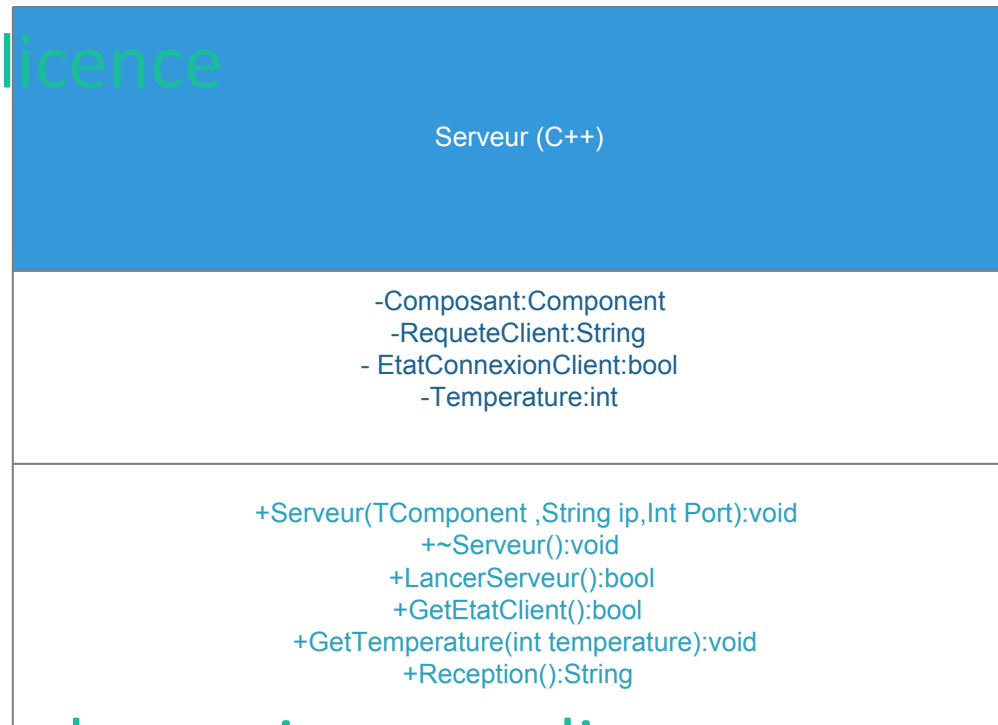 licence
Serveur (C++)
-Composant:Component
-RequeteClient:String
- EtatConnexionClient:bool
-Temperature:int
+Serveur(TComponent ,String ip,Int Port):void
+~Serveur():void
+LancerServeur():bool
+GetEtatClient():bool
+GetTemperature(int temperature):void
+Reception():String